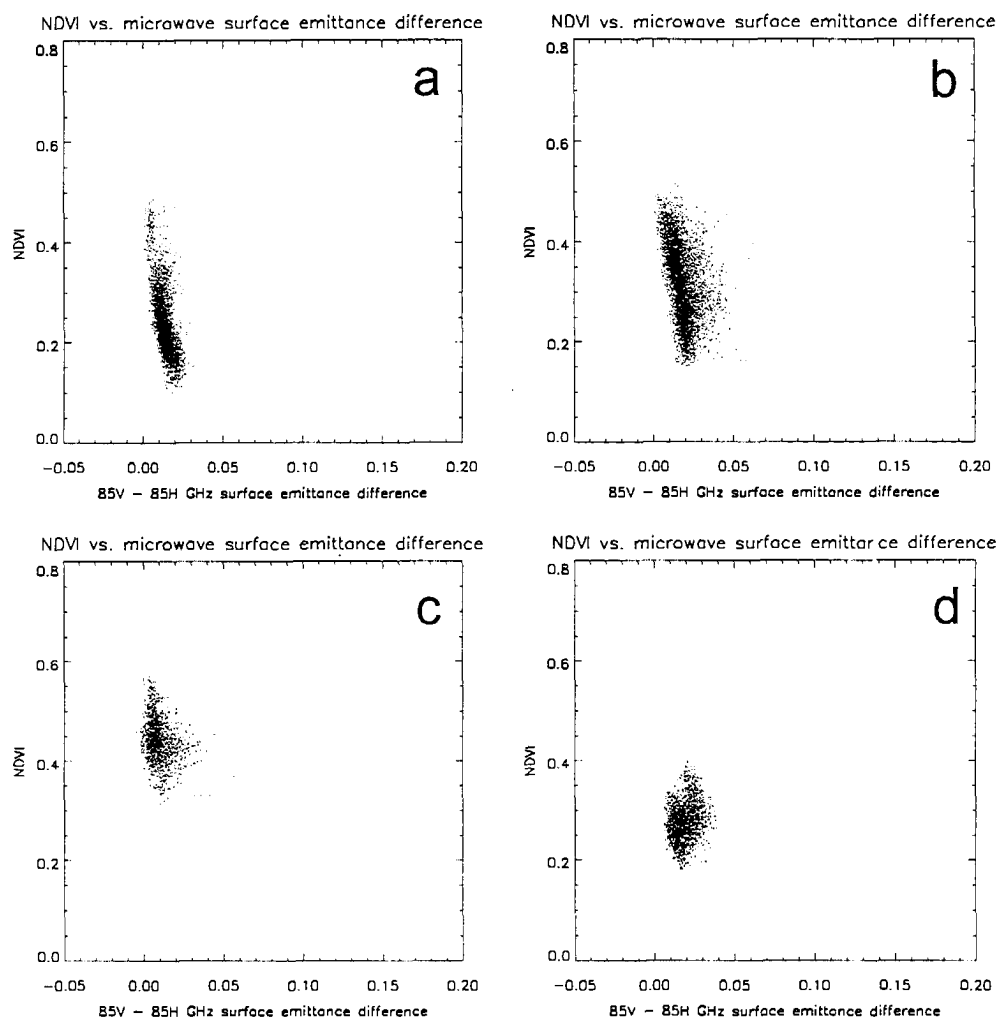 NDVI vs. microwave surface emittance difference
a
0.8
0.6
0.4
0.2
0.0
NDVI
-0.05 0.00 0.05 0.10 0.15 0.20
85V - 85H GHz surface emittance difference
NDVI vs. microwave surface emittance difference
b
0.8
0.6
0.4
0.2
0.0
NDVI
-0.05 0.00 0.05 0.10 0.15 0.20
85V - 85H GHz surface emittance difference
NDVI vs. microwave surface emittance difference
c
0.8
0.6
0.4
0.2
0.0
NDVI
-0.05 0.00 0.05 0.10 0.15 0.20
85V - 85H GHz surface emittance difference
NDVI vs. microwave surface emittance difference
d
0.8
0.6
0.4
0.2
0.0
NDVI
-0.05 0.00 0.05 0.10 0.15 0.20
85V - 85H GHz surface emittance difference